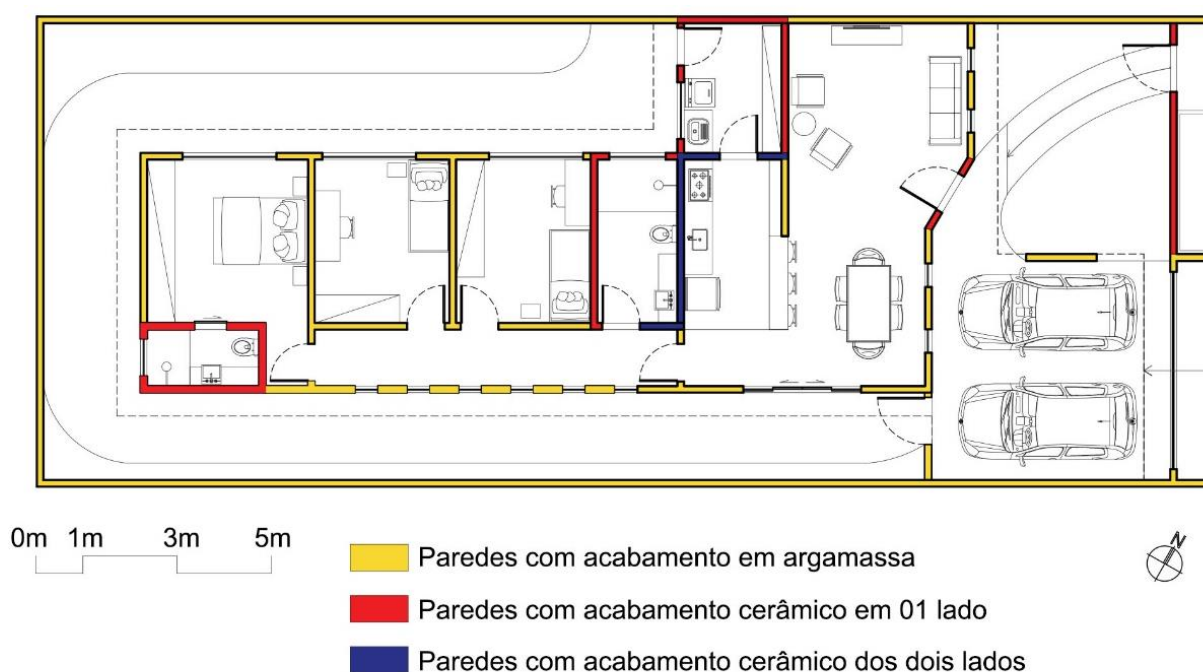 0m 1m 3m 5m
N
Paredes com acabamento em argamassa
Paredes com acabamento cerâmico em 01 lado
Paredes com acabamento cerâmico dos dois lados